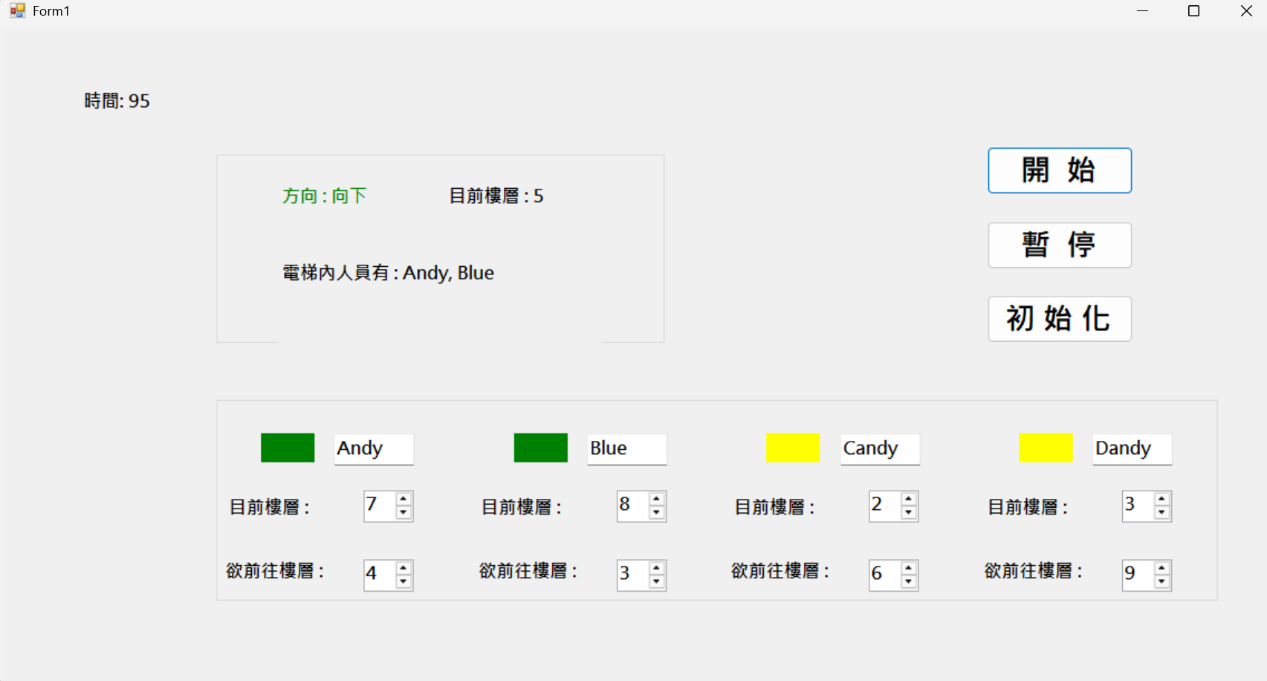 Form1
時間: 95
方向 : 向下 目前樓層 : 5
電梯內人員有 : Andy, Blue
開 始
暫 停
初 始 化
Andy Blue Candy Dandy
目前樓層 : 7 目前樓層 : 8 目前樓層 : 2 目前樓層 : 3
欲前往樓層 : 4 欲前往樓層 : 3 欲前往樓層 : 6 欲前往樓層 : 9